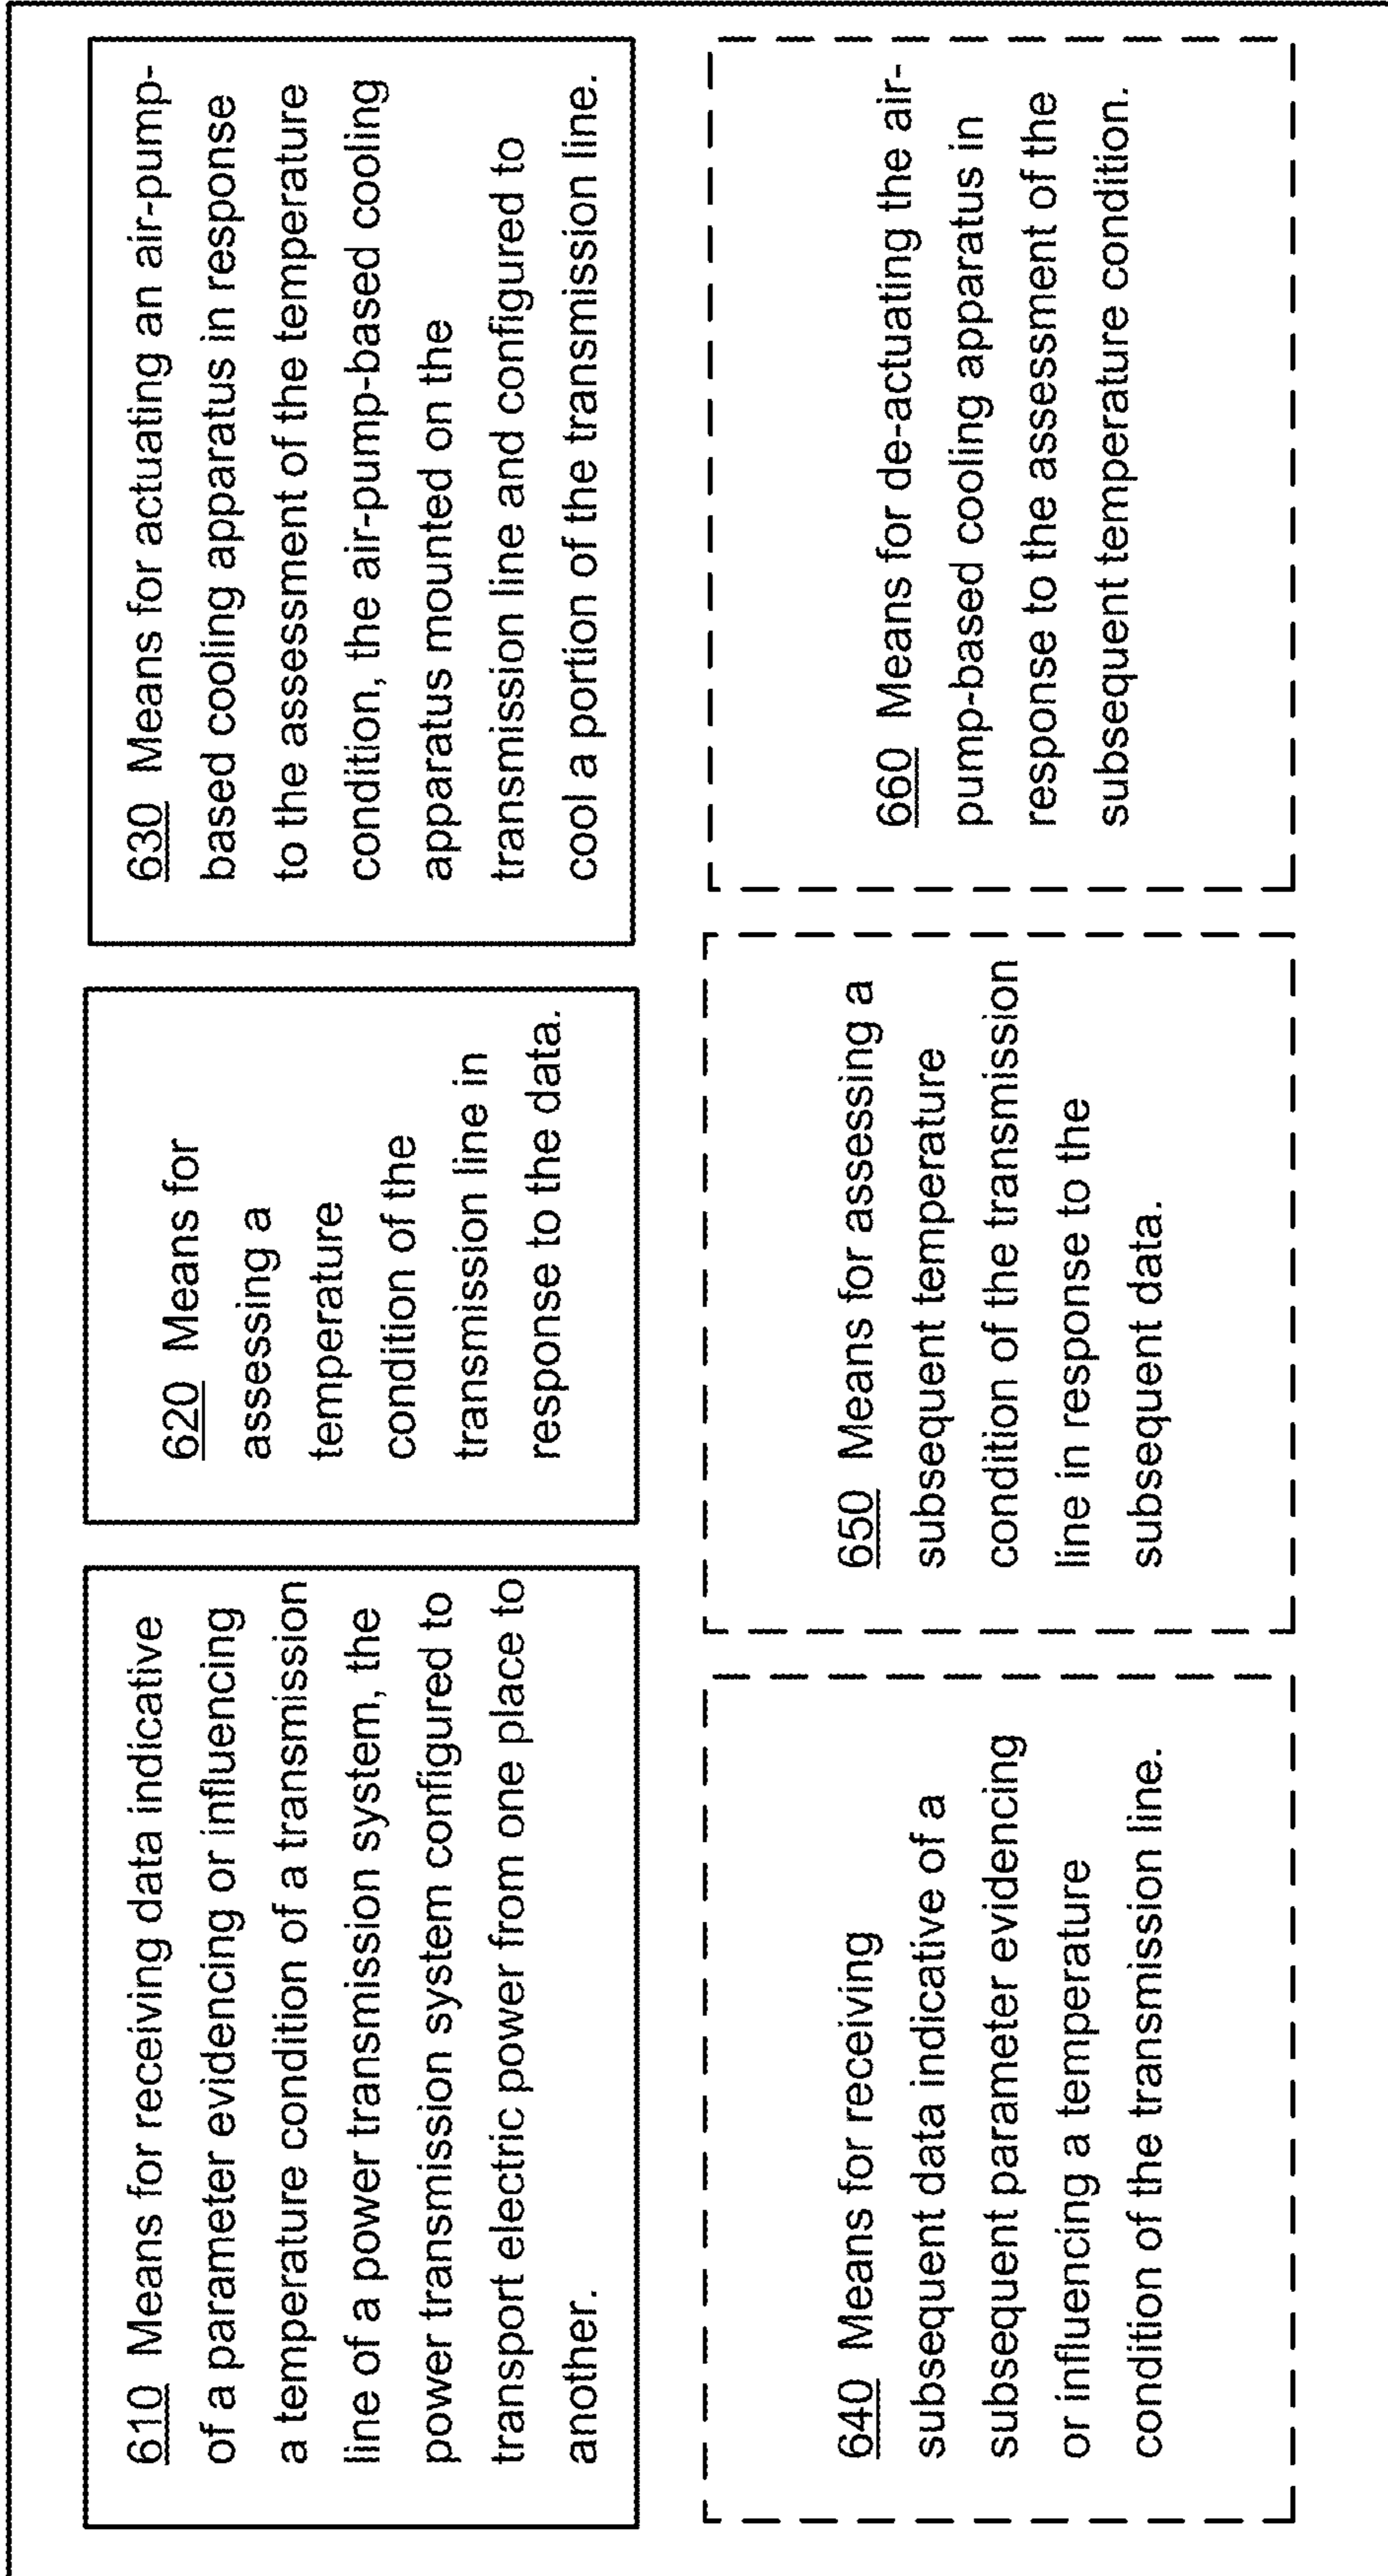 610 Means for receiving data indicative
of a parameter evidencing or influencing
a temperature condition of a transmission
line of a power transmission system, the
power transmission system configured to
transport electric power from one place to
another.
620 Means for
assessing a
temperature
condition of the
transmission line in
response to the data.
630 Means for actuating an air-pump-
based cooling apparatus in response
to the assessment of the temperature
condition, the air-pump-based cooling
apparatus mounted on the
transmission line and configured to
cool a portion of the transmission line.
640 Means for receiving
subsequent data indicative of a
subsequent parameter evidencing
or influencing a temperature
condition of the transmission line.
650 Means for assessing a
subsequent temperature
condition of the transmission
line in response to the
subsequent data.
660 Means for de-actuating the air-
pump-based cooling apparatus in
response to the assessment of the
subsequent temperature condition.